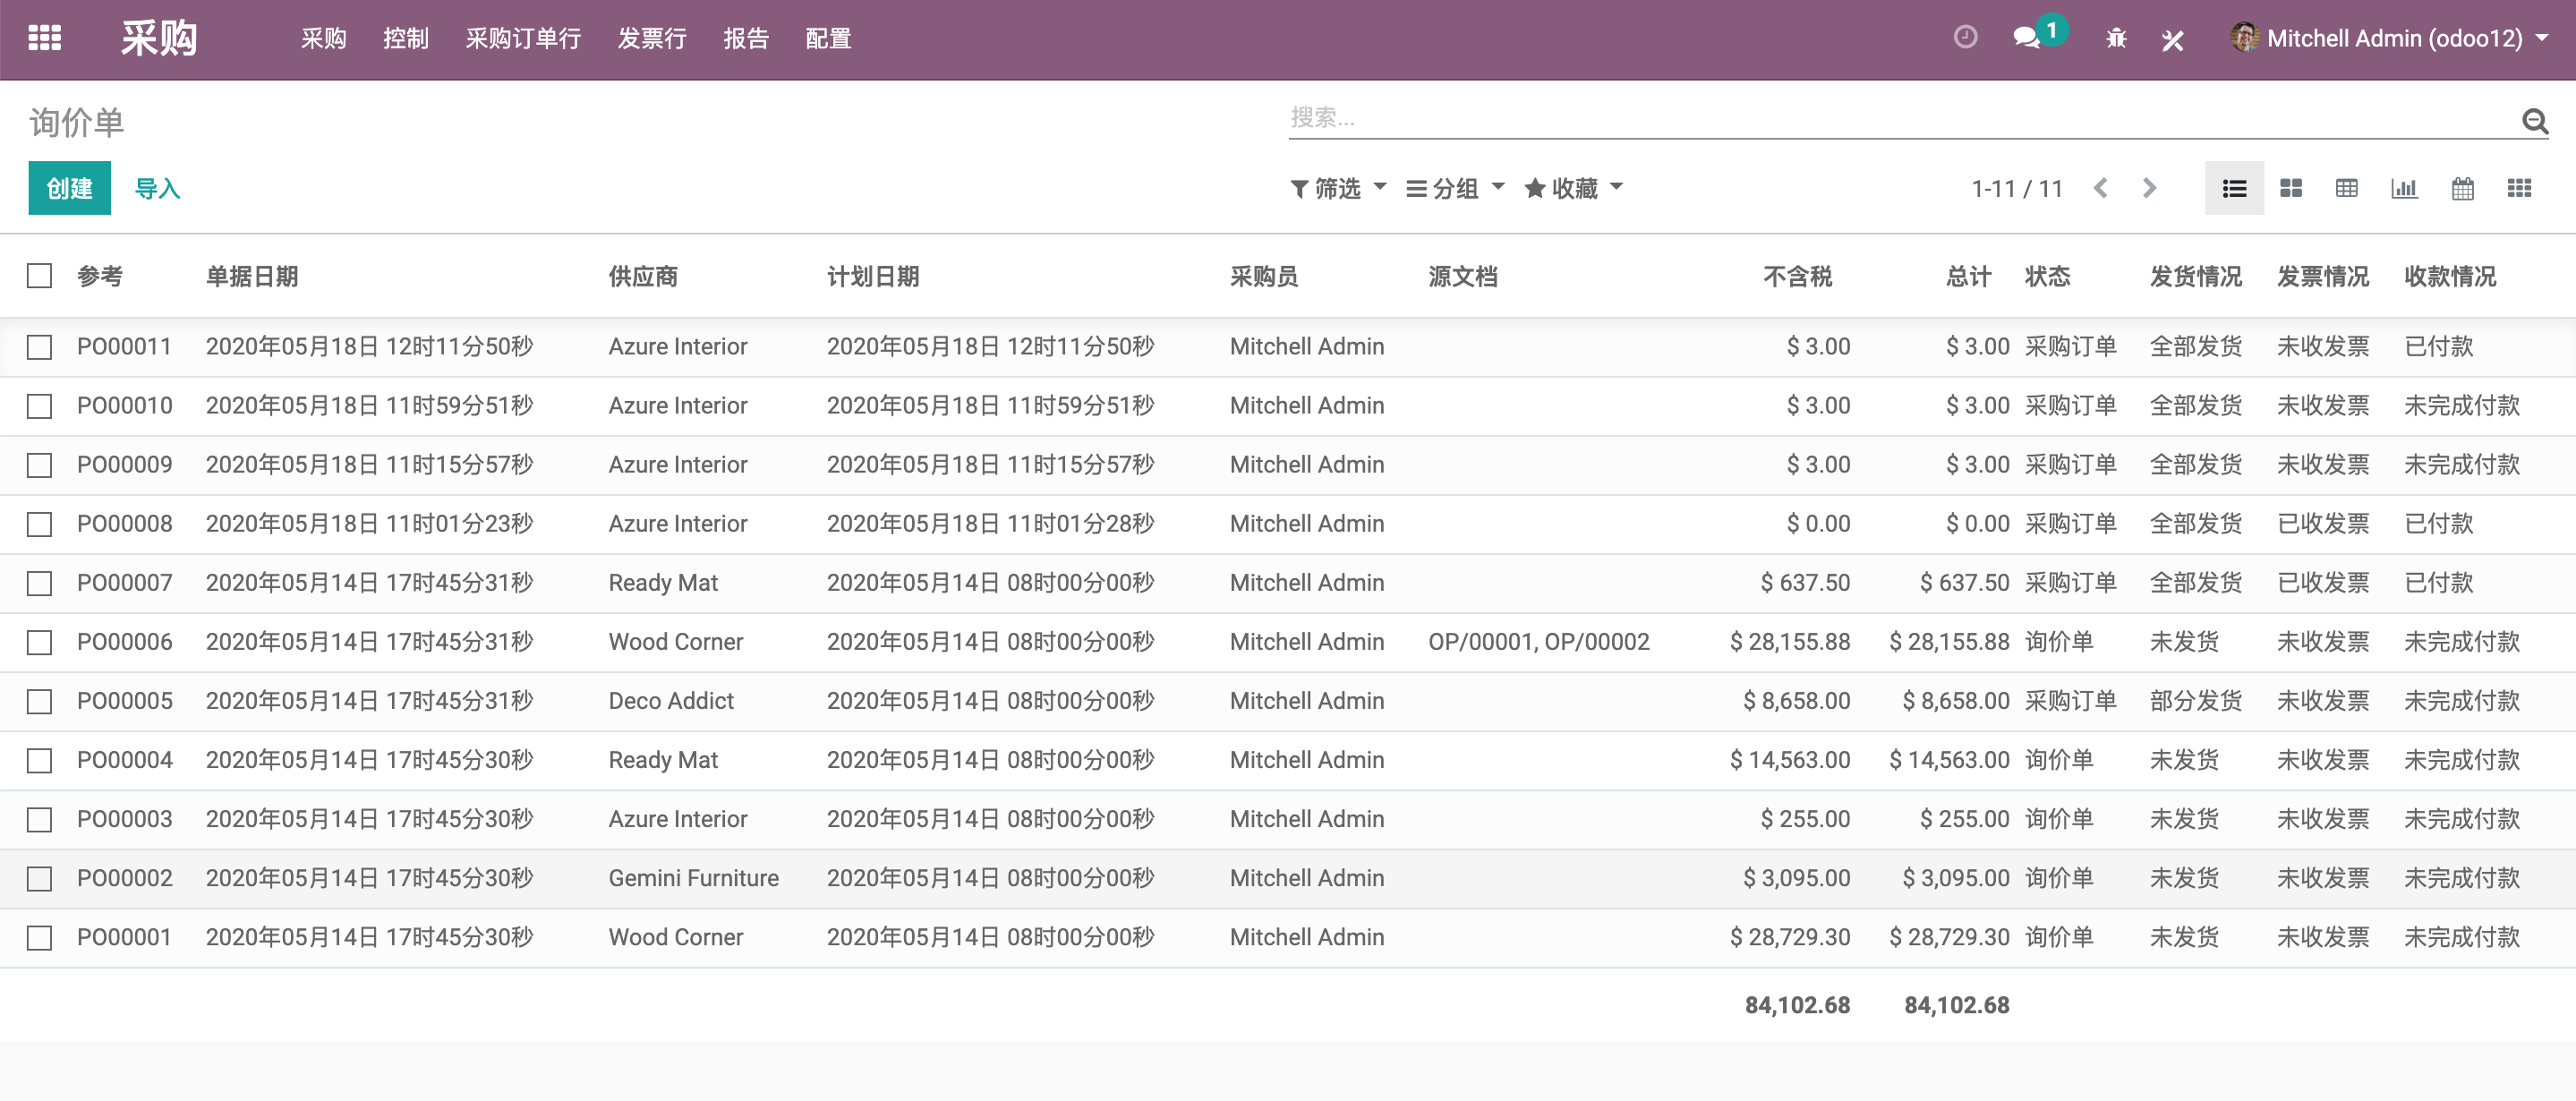 采购 采购 控制 采购订单行 发票行 报告 配置 1 Mitchell Admin (odoo12)
询价单 搜索...
创建 导入 筛选 分组 收藏 1-11 / 11
参考 单据日期 供应商 计划日期 采购员 源文档 不含税 总计 状态 发货情况 发票情况 收款情况
PO00011 2020年05月18日 12时11分50秒 Azure Interior 2020年05月18日 12时11分50秒 Mitchell Admin $ 3.00 $ 3.00 采购订单 全部发货 未收发票 已付款
PO00010 2020年05月18日 11时59分51秒 Azure Interior 2020年05月18日 11时59分51秒 Mitchell Admin $ 3.00 $ 3.00 采购订单 全部发货 未收发票 未完成付款
PO00009 2020年05月18日 11时15分57秒 Azure Interior 2020年05月18日 11时15分57秒 Mitchell Admin $ 3.00 $ 3.00 采购订单 全部发货 未收发票 未完成付款
PO00008 2020年05月18日 11时01分23秒 Azure Interior 2020年05月18日 11时01分28秒 Mitchell Admin $ 0.00 $ 0.00 采购订单 全部发货 已收发票 已付款
PO00007 2020年05月14日 17时45分31秒 Ready Mat 2020年05月14日 08时00分00秒 Mitchell Admin $ 637.50 $ 637.50 采购订单 全部发货 已收发票 已付款
PO00006 2020年05月14日 17时45分31秒 Wood Corner 2020年05月14日 08时00分00秒 Mitchell Admin OP/00001, OP/00002 $ 28,155.88 $ 28,155.88 询价单 未发货 未收发票 未完成付款
PO00005 2020年05月14日 17时45分31秒 Deco Addict 2020年05月14日 08时00分00秒 Mitchell Admin $ 8,658.00 $ 8,658.00 采购订单 部分发货 未收发票 未完成付款
PO00004 2020年05月14日 17时45分30秒 Ready Mat 2020年05月14日 08时00分00秒 Mitchell Admin $ 14,563.00 $ 14,563.00 询价单 未发货 未收发票 未完成付款
PO00003 2020年05月14日 17时45分30秒 Azure Interior 2020年05月14日 08时00分00秒 Mitchell Admin $ 255.00 $ 255.00 询价单 未发货 未收发票 未完成付款
PO00002 2020年05月14日 17时45分30秒 Gemini Furniture 2020年05月14日 08时00分00秒 Mitchell Admin $ 3,095.00 $ 3,095.00 询价单 未发货 未收发票 未完成付款
PO00001 2020年05月14日 17时45分30秒 Wood Corner 2020年05月14日 08时00分00秒 Mitchell Admin $ 28,729.30 $ 28,729.30 询价单 未发货 未收发票 未完成付款
84,102.68 84,102.68